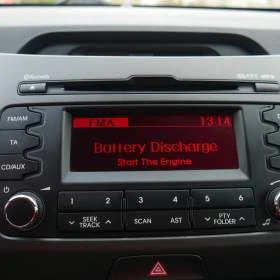 Bluetooth
FM/AM
TA
CD/AUX
FMA 13:14
Battery Discharge
Start The Engine
1 2 3 4 5 6
SEEK
TRACK
SCAN
AST
PTY
FOLDER